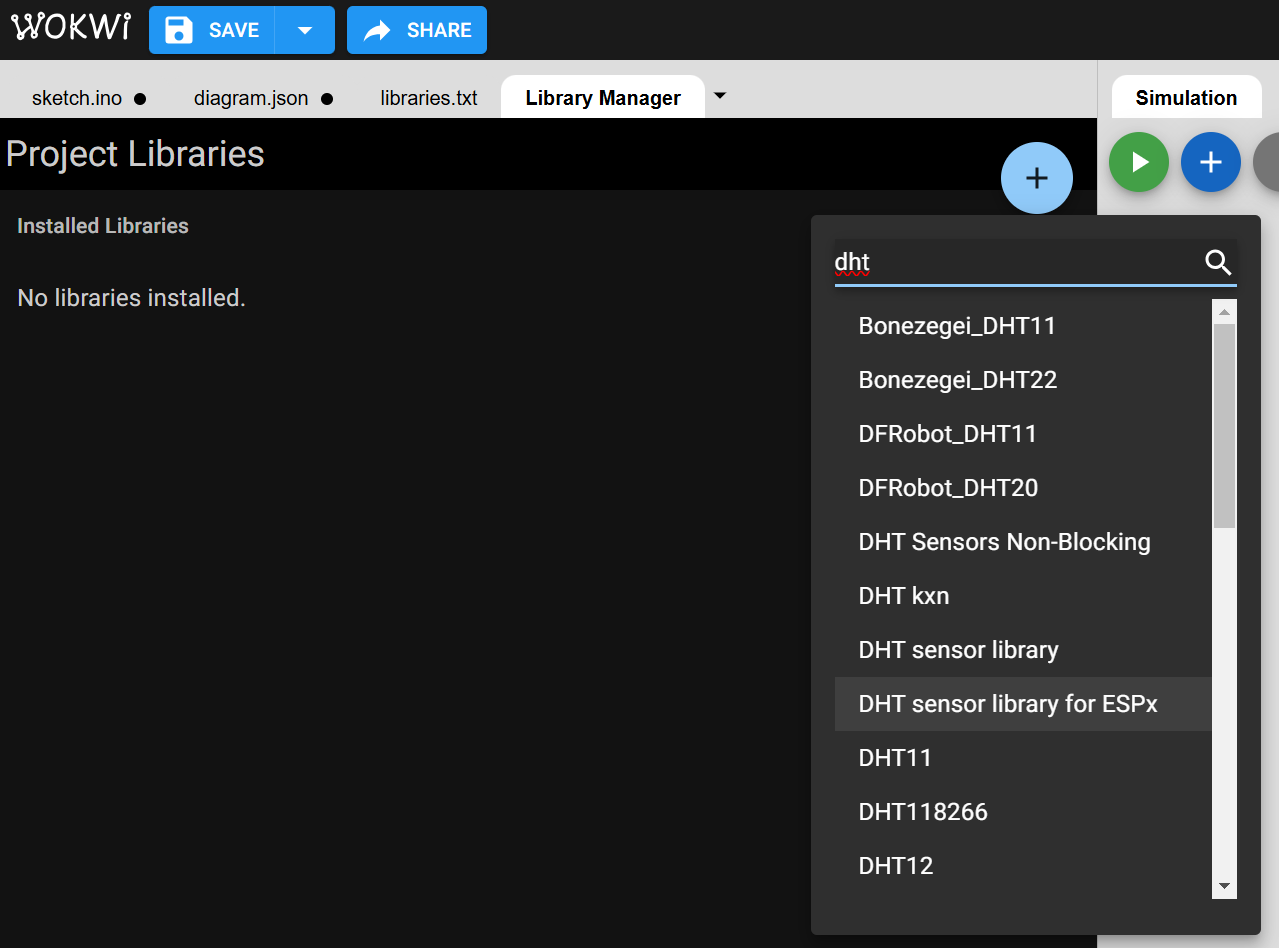 WOKWi SAVE SHARE
sketch.ino diagram.json libraries.txt Library Manager Simulation
Project Libraries
Installed Libraries
No libraries installed.
dht
Bonezegei_DHT11
Bonezegei_DHT22
DFRobot_DHT11
DFRobot_DHT20
DHT Sensors Non-Blocking
DHT kxn
DHT sensor library
DHT sensor library for ESPx
DHT11
DHT118266
DHT12